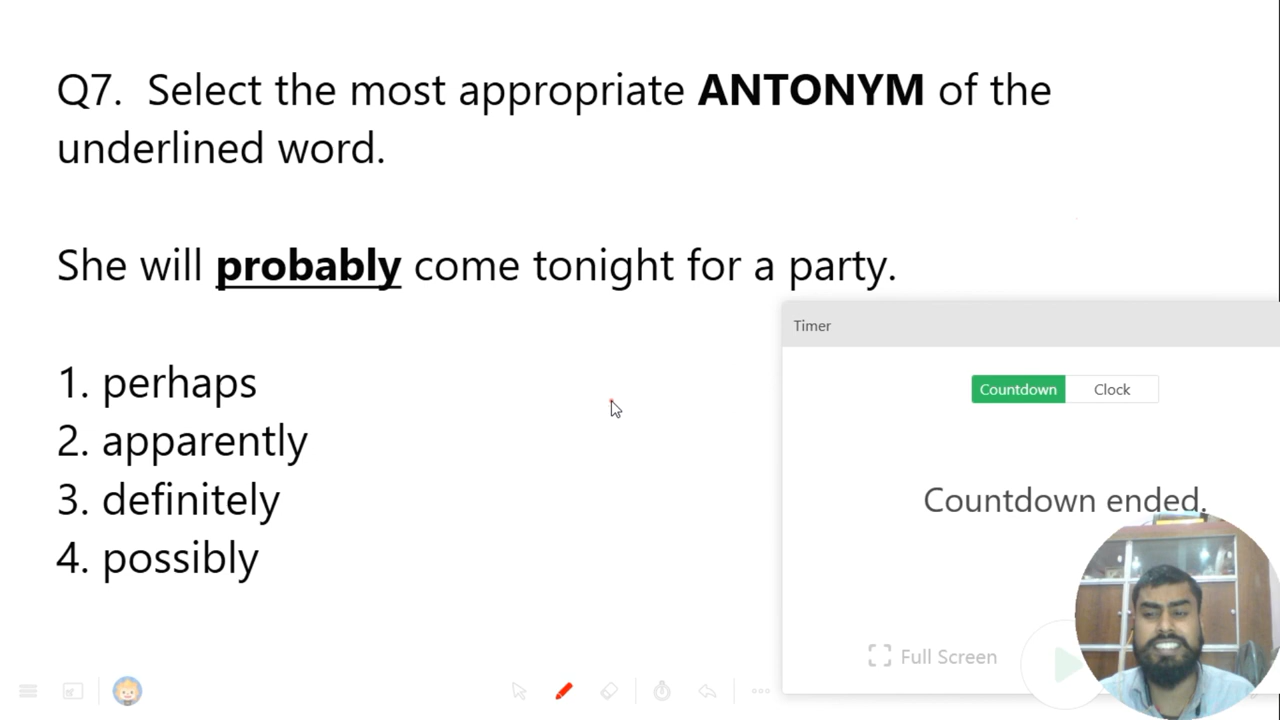 Q7. Select the most appropriate ANTONYM of the
underlined word.
She will probably come tonight for a party.
1. perhaps
2. apparently
3. definitely
4. possibly
Timer
Countdown Clock
Countdown ended.
Full Screen